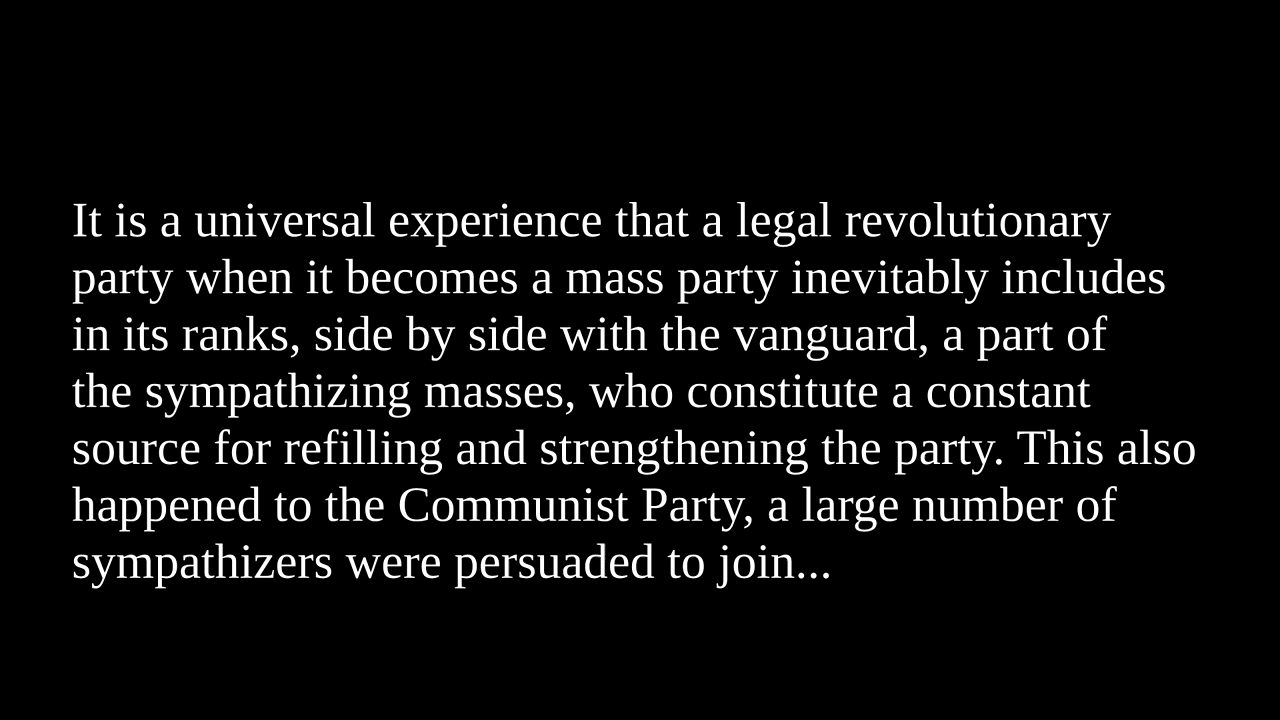 It is a universal experience that a legal revolutionary
party when it becomes a mass party inevitably includes
in its ranks, side by side with the vanguard, a part of
the sympathizing masses, who constitute a constant
source for refilling and strengthening the party. This also
happened to the Communist Party, a large number of
sympathizers were persuaded to join...